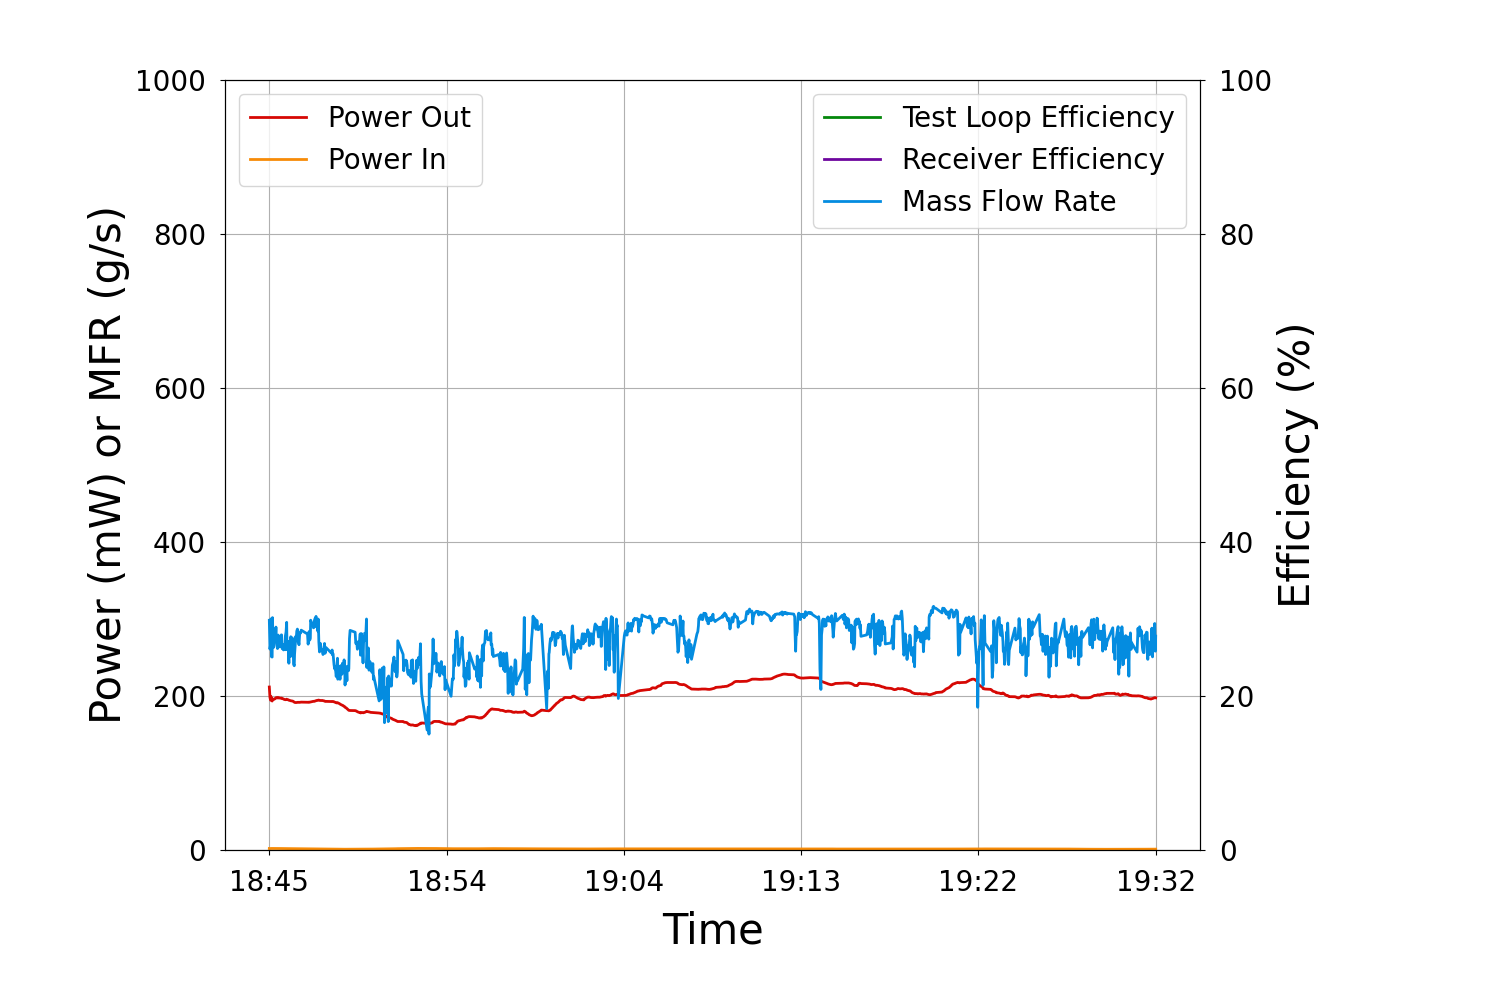 Power (mW) or MFR (g/s)
1000
800
600
400
200
0
Power Out
Power In
Test Loop Efficiency
Receiver Efficiency
Mass Flow Rate
100
80
60
40
20
0
Efficiency (%)
18:45
18:54
19:04
19:13
19:22
19:32
Time